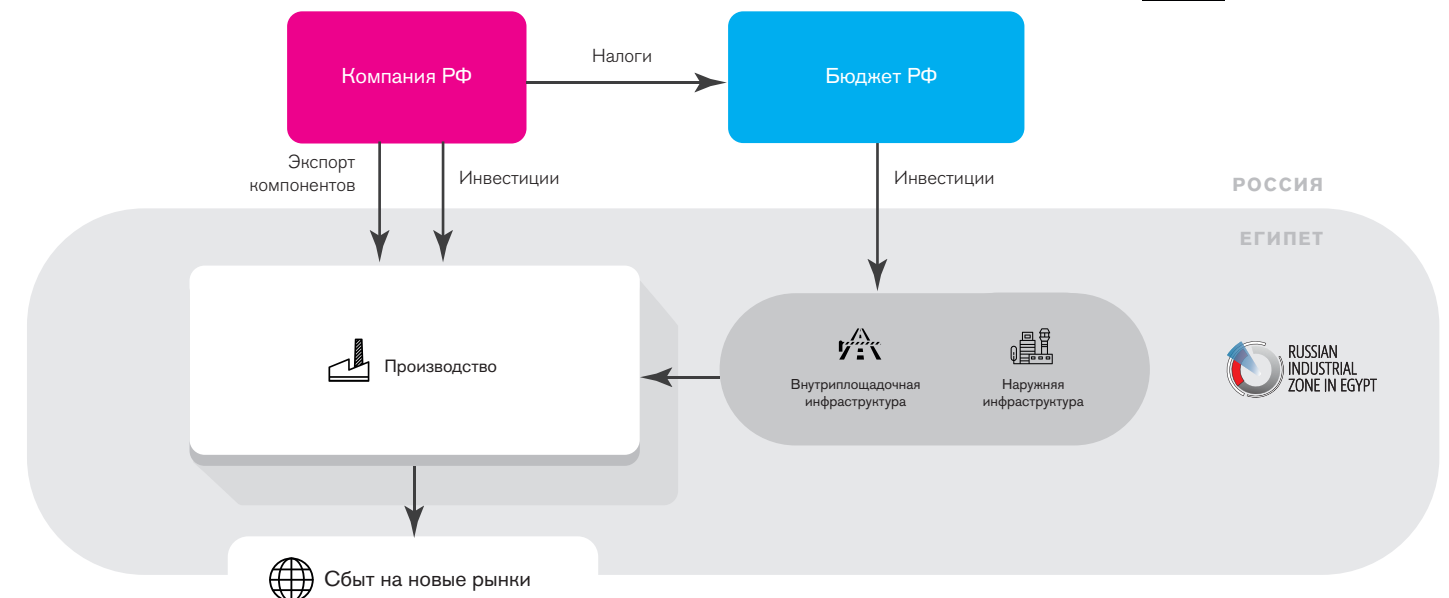 Компания РФ
Налоги
Бюджет РФ
Экспорт
компонентов
Инвестиции
Инвестиции
РОССИЯ
ЕГИПЕТ
Производство
Внутриплощадочная
инфраструктура
Наружняя
инфраструктура
RUSSIAN
INDUSTRIAL
ZONE IN EGYPT
Сбыт на новые рынки